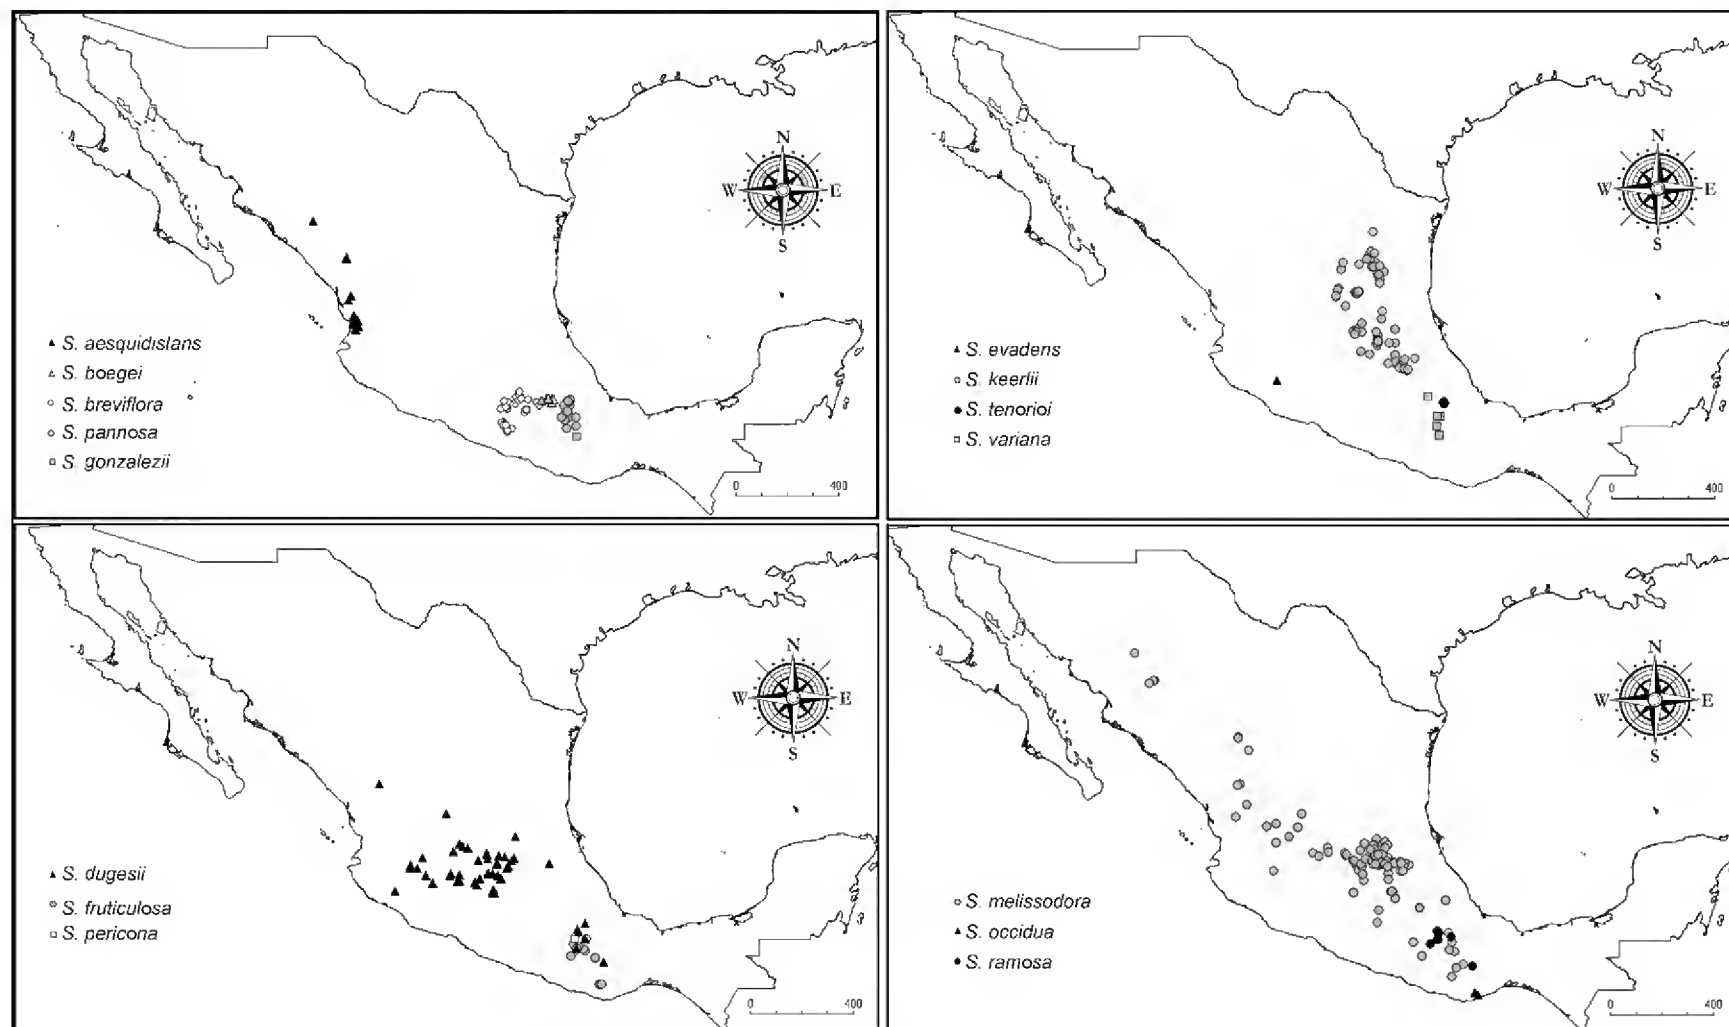 N
W E
S
S. aesquidistans
S. boegei
S. breviflora
S. pannosa
S. gonzalezii
0 400
N
W E
S
S. evadens
S. keerlii
S. tenorioi
S. variana
0 400
N
W E
S
S. dugesii
S. fruticulosa
S. pericona
0 400
N
W E
S
S. melissodora
S. occidua
S. ramosa
0 400